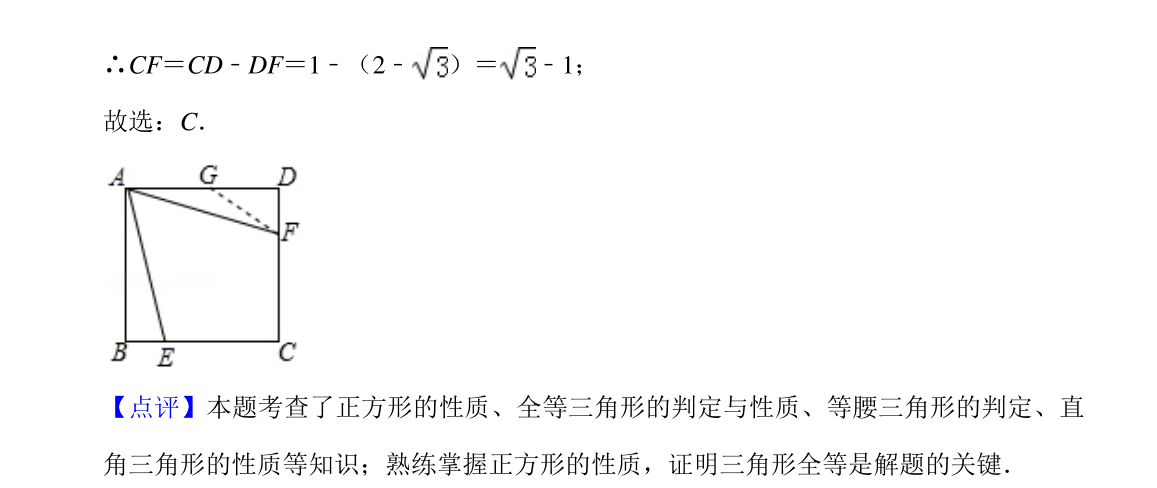 ∴CF=CD﹣DF=1﹣（2﹣√3）=√3﹣1；
故选：C．
A G D
F
B E C
【点评】本题考查了正方形的性质、全等三角形的判定与性质、等腰三角形的判定、直
角三角形的性质等知识；熟练掌握正方形的性质，证明三角形全等是解题的关键．